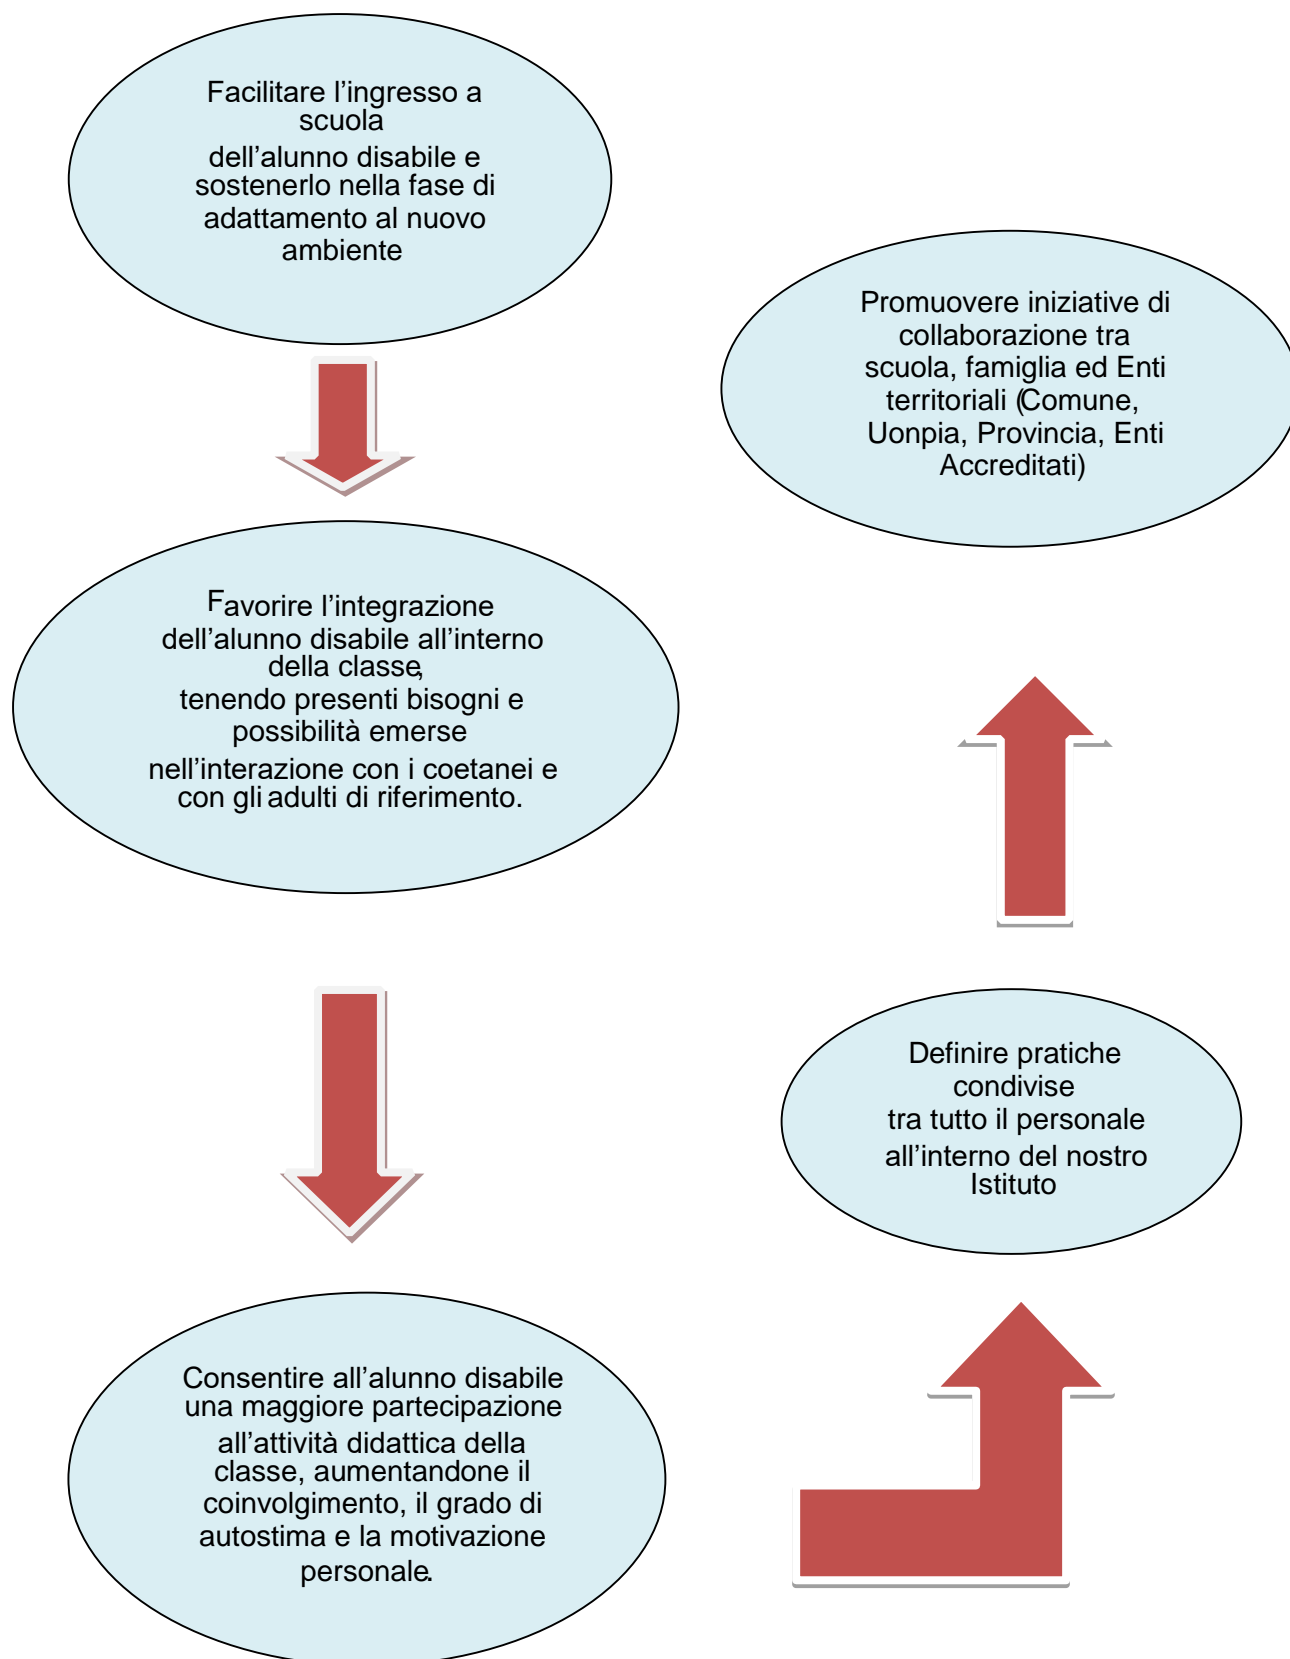 Facilitare l’ingresso a
scuola
dell’alunno disabile e
sostenerlo nella fase di
adattamento al nuovo
ambiente
Favorire l’integrazione
dell’alunno disabile all’interno
della classe,
tenendo presenti bisogni e
possibilità emerse
nell’interazione con i coetanei e
con gli adulti di riferimento.
Consentire all’alunno disabile
una maggiore partecipazione
all’attività didattica della
classe, aumentandone il
coinvolgimento, il grado di
autostima e la motivazione
personale.
Definire pratiche
condivise
tra tutto il personale
all’interno del nostro
Istituto
Promuovere iniziative di
collaborazione tra
scuola, famiglia ed Enti
territoriali (Comune,
Uonpia, Provincia, Enti
Accreditati)